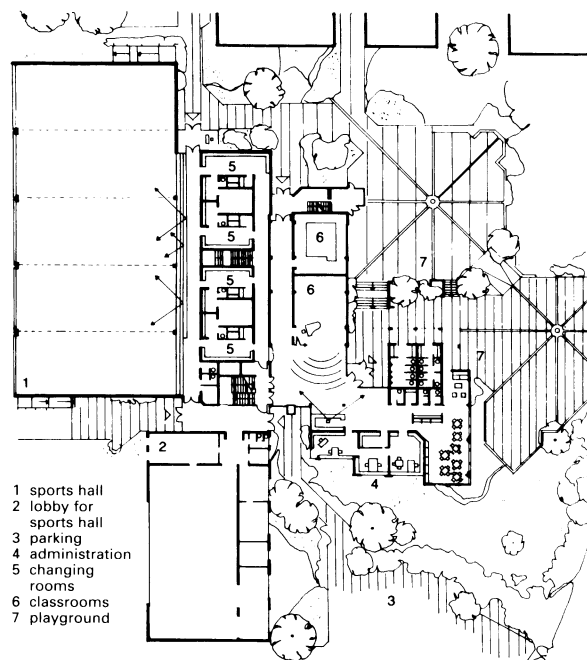 5
5
6
5
6
7
5
7
1
2
4
3
1 sports hall
2 lobby for
sports hall
3 parking
4 administration
5 changing
rooms
6 classrooms
7 playground